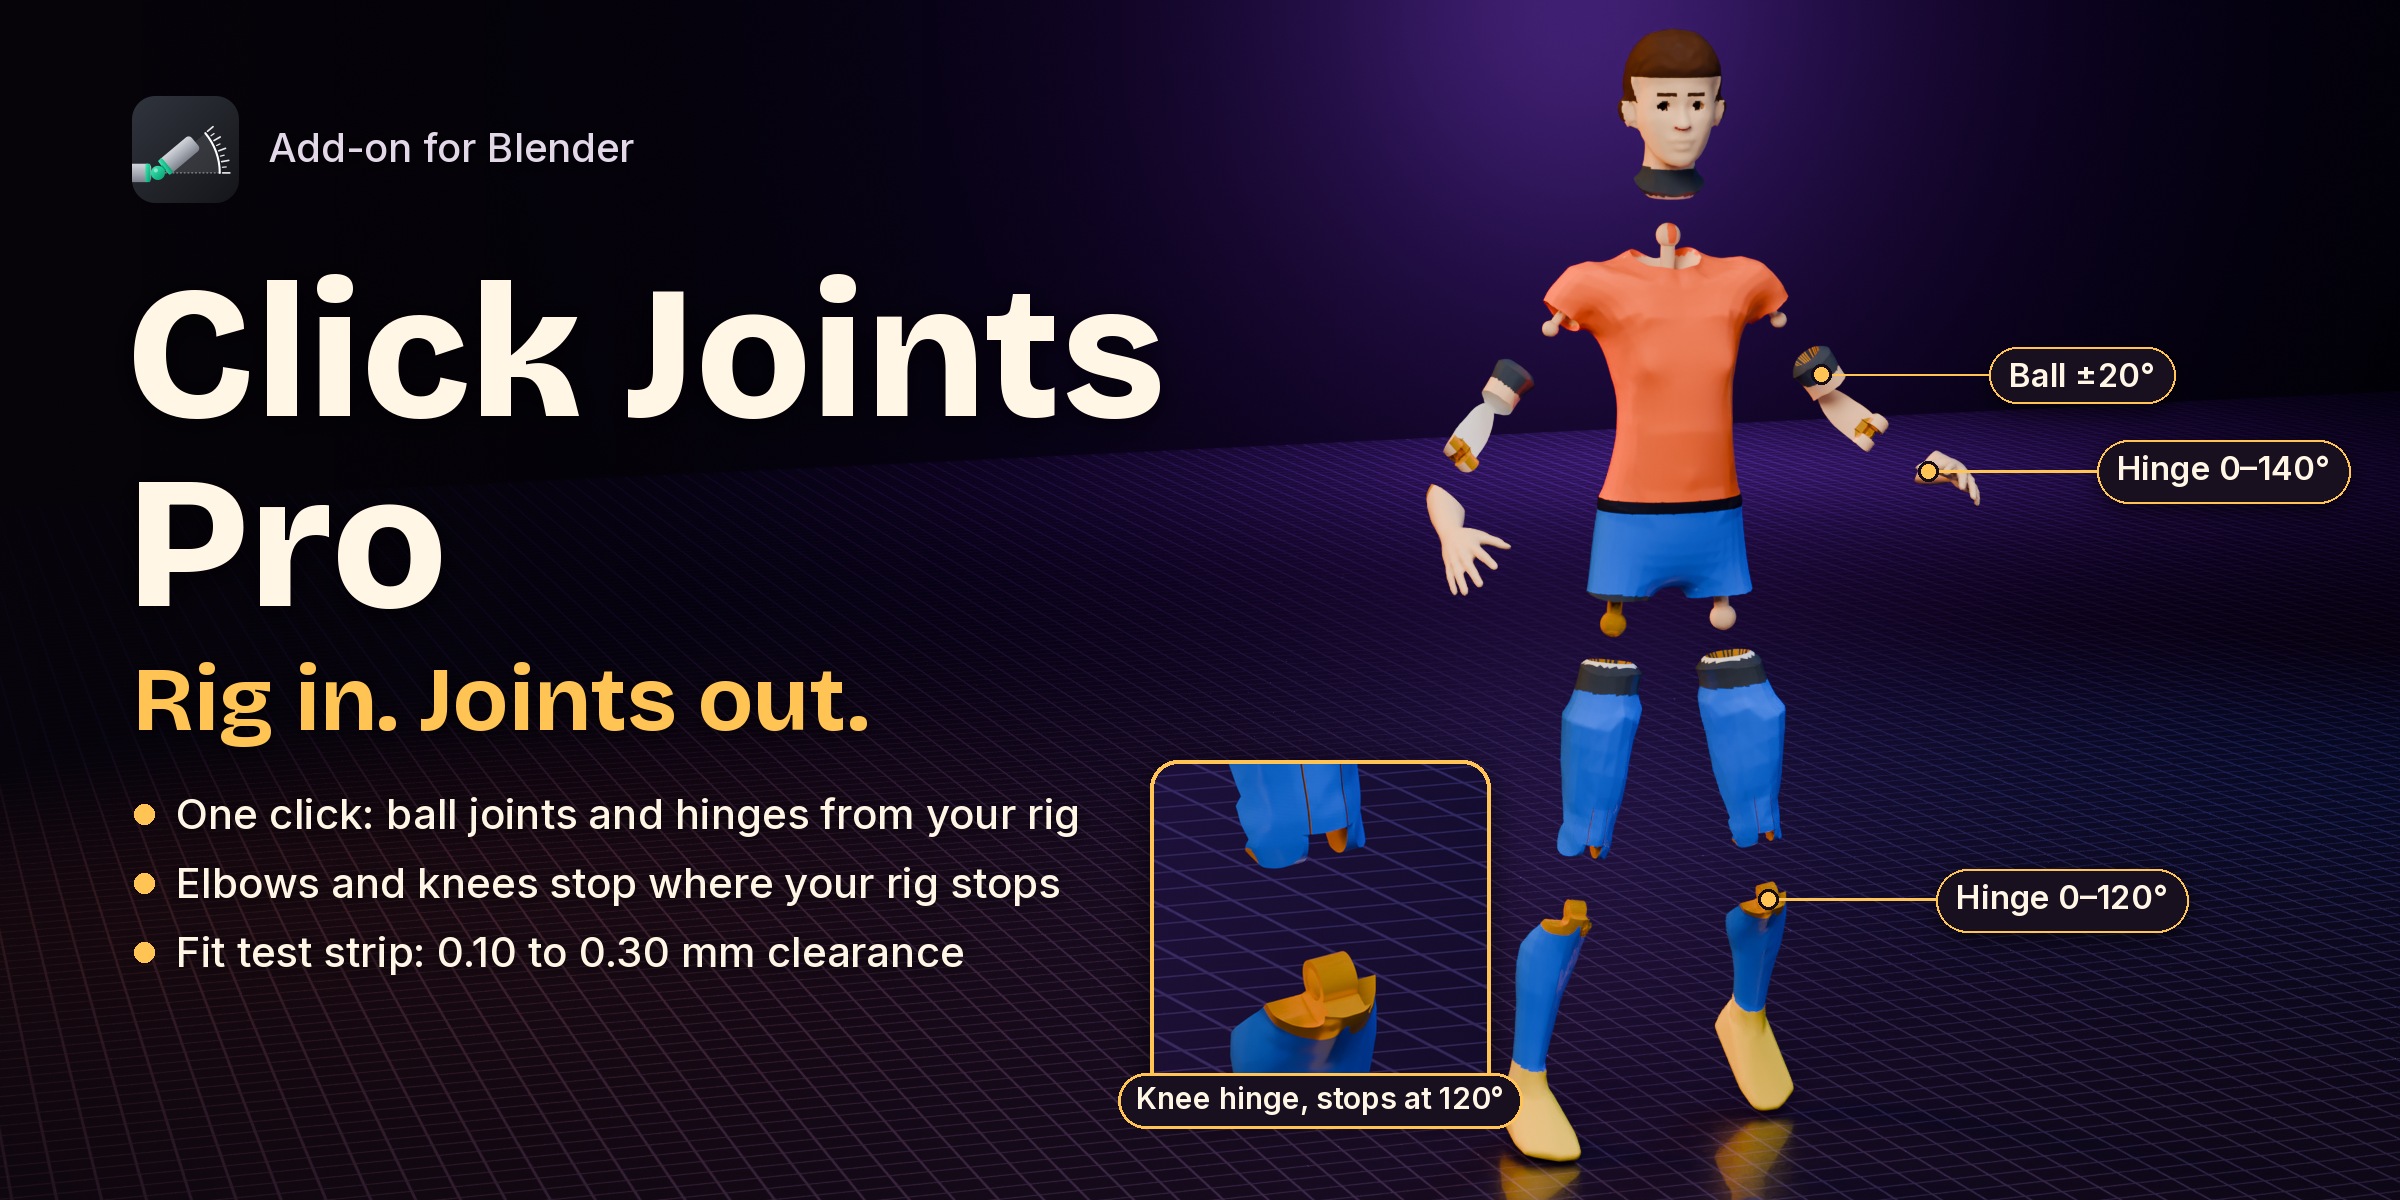 Add-on for Blender
Click Joints
Pro
Rig in. Joints out.
One click: ball joints and hinges from your rig
Elbows and knees stop where your rig stops
Fit test strip: 0.10 to 0.30 mm clearance
Ball ±20°
Hinge 0–140°
Hinge 0–120°
Knee hinge, stops at 120°